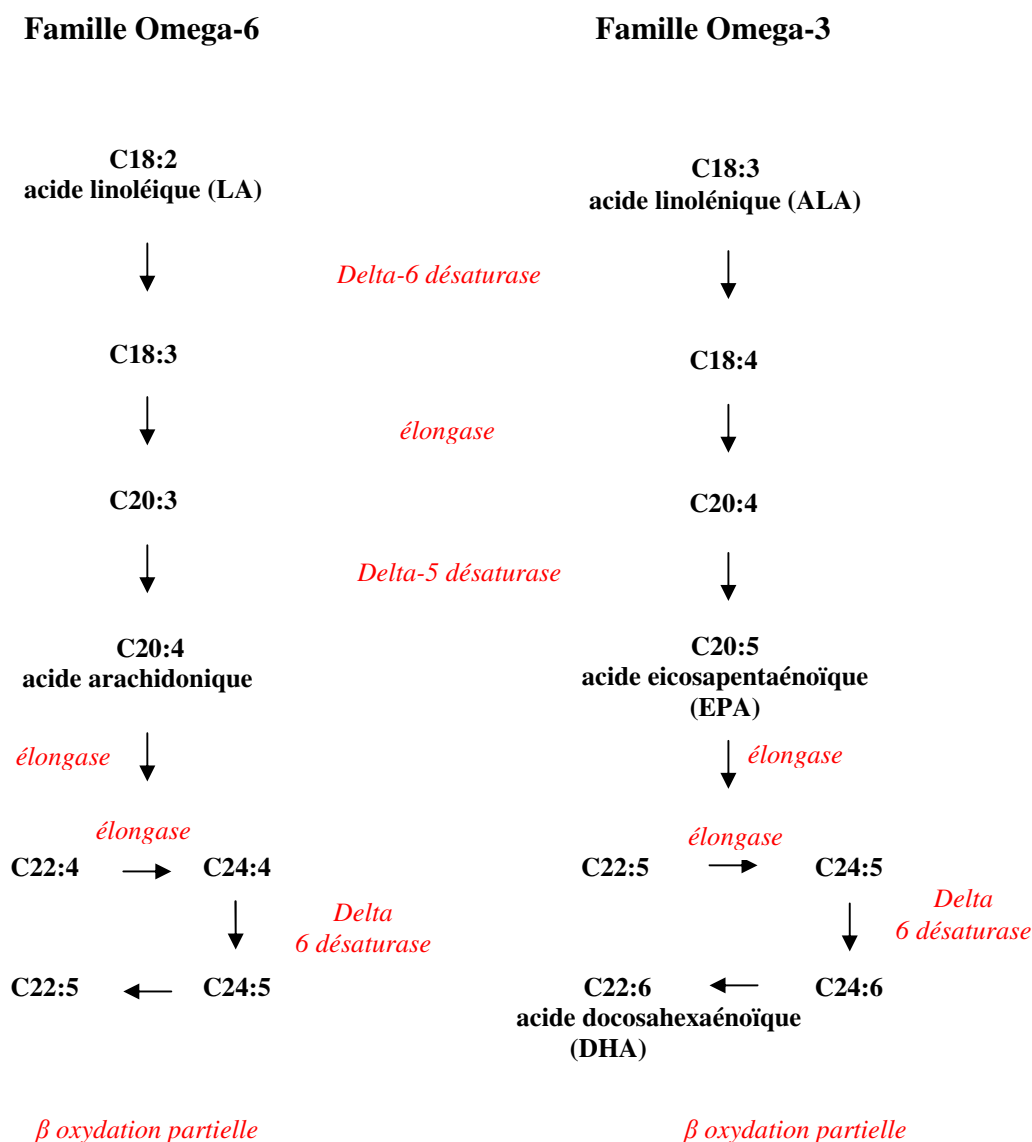 Famille Omega-6
Famille Omega-3
C18:2
acide linoléique (LA)
C18:3
acide linolénique (ALA)
Delta-6 désaturase
C18:3
C18:4
élongase
C20:3
C20:4
Delta-5 désaturase
C20:4
acide arachidonique
C20:5
acide eicosapentaénoïque
(EPA)
élongase
élongase
élongase
élongase
C22:4
C24:4
C22:5
C24:5
Delta
6 désaturase
Delta
6 désaturase
C22:5
C24:5
C22:6
acide docosahexaénoïque
(DHA)
C24:6
β oxydation partielle
β oxydation partielle